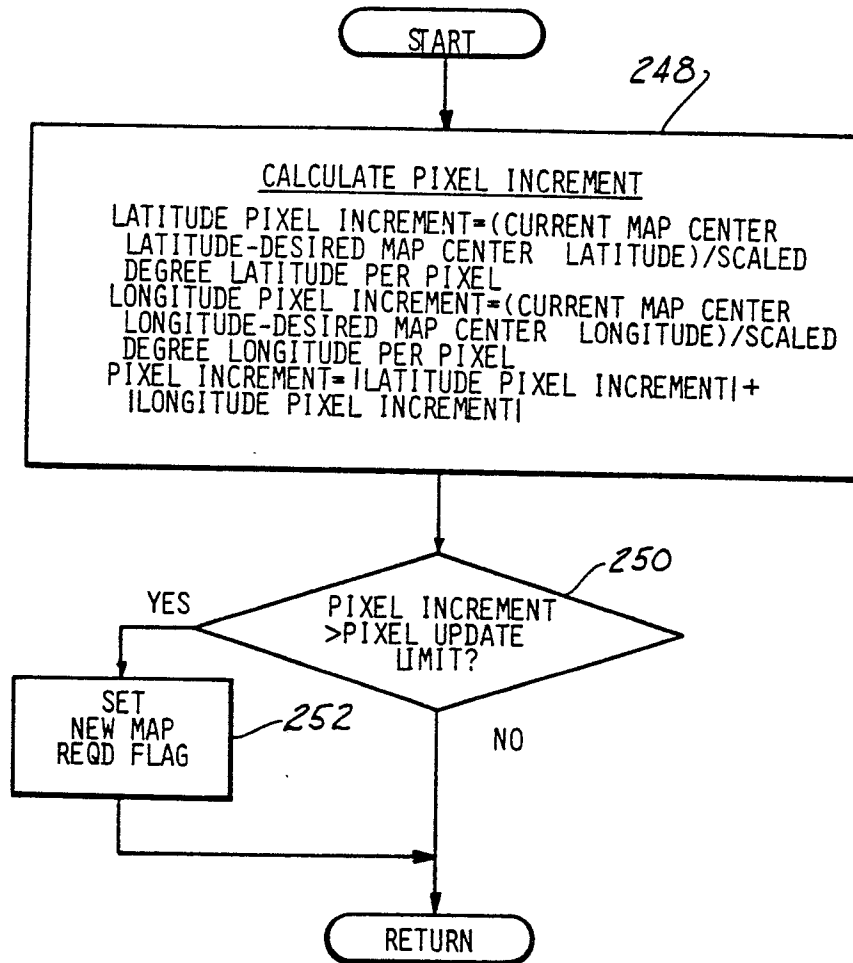 START
248
CALCULATE PIXEL INCREMENT
LATITUDE PIXEL INCREMENT=(CURRENT MAP CENTER
LATITUDE-DESIRED MAP CENTER LATITUDE)/SCALED
DEGREE LATITUDE PER PIXEL
LONGITUDE PIXEL INCREMENT=(CURRENT MAP CENTER
LONGITUDE-DESIRED MAP CENTER LONGITUDE)/SCALED
DEGREE LONGITUDE PER PIXEL
PIXEL INCREMENT=|LATITUDE PIXEL INCREMENT|+
|LONGITUDE PIXEL INCREMENT|
250
YES
PIXEL INCREMENT
>PIXEL UPDATE
LIMIT?
SET
NEW MAP
REQD FLAG
252
NO
RETURN